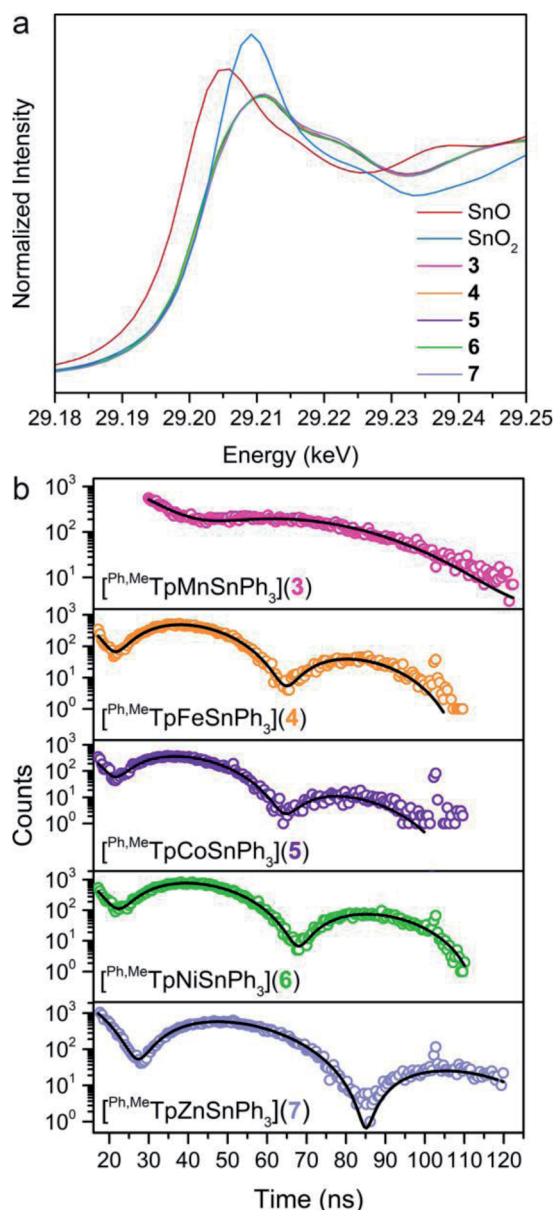 a
Normalized Intensity
SnO
SnO₂
3
4
5
6
7
29.18 29.19 29.20 29.21 29.22 29.23 29.24 29.25
Energy (keV)
b
Counts
10³
10²
10¹
[Ph,MeTpMnSnPh₃](3)
10³
10²
10¹
10⁰
[Ph,MeTpFeSnPh₃](4)
10³
10²
10¹
10⁰
[Ph,MeTpCoSnPh₃](5)
10³
10²
10¹
10⁰
[Ph,MeTpNiSnPh₃](6)
10³
10²
10¹
10⁰
[Ph,MeTpZnSnPh₃](7)
20 30 40 50 60 70 80 90 100 110 120
Time (ns)